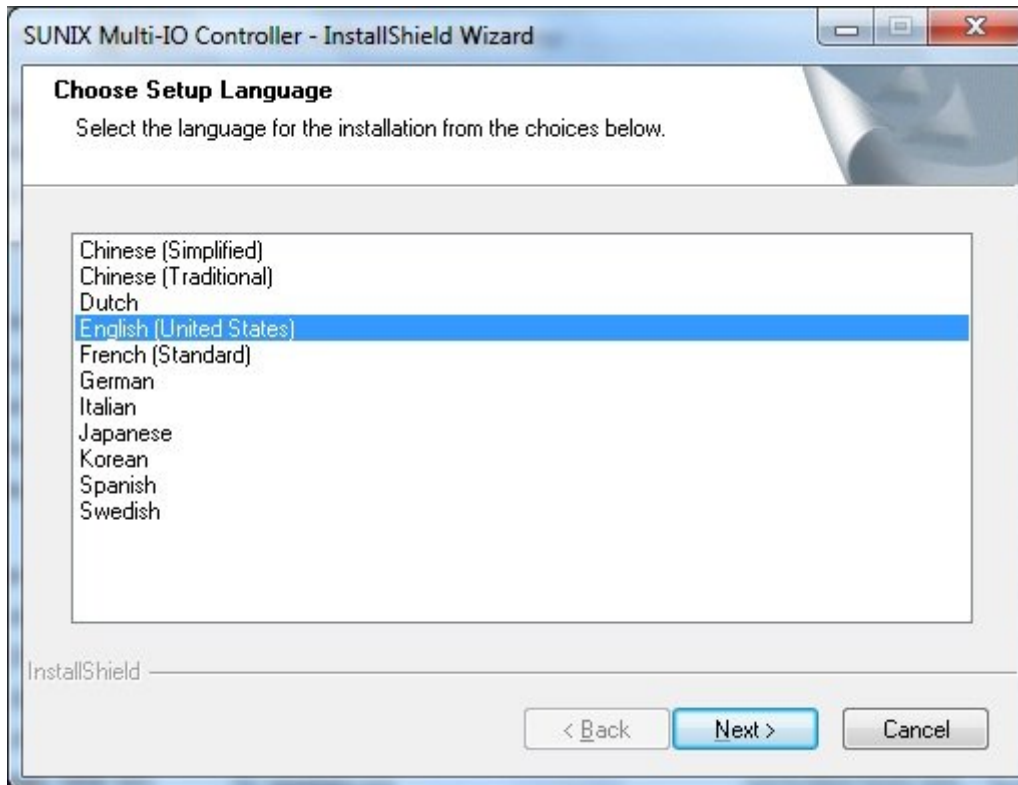 SUNIX Multi-IO Controller - InstallShield Wizard
Choose Setup Language
Select the language for the installation from the choices below.
Chinese (Simplified)
Chinese (Traditional)
Dutch
English (United States)
French (Standard)
German
Italian
Japanese
Korean
Spanish
Swedish
InstallShield
< Back Next > Cancel